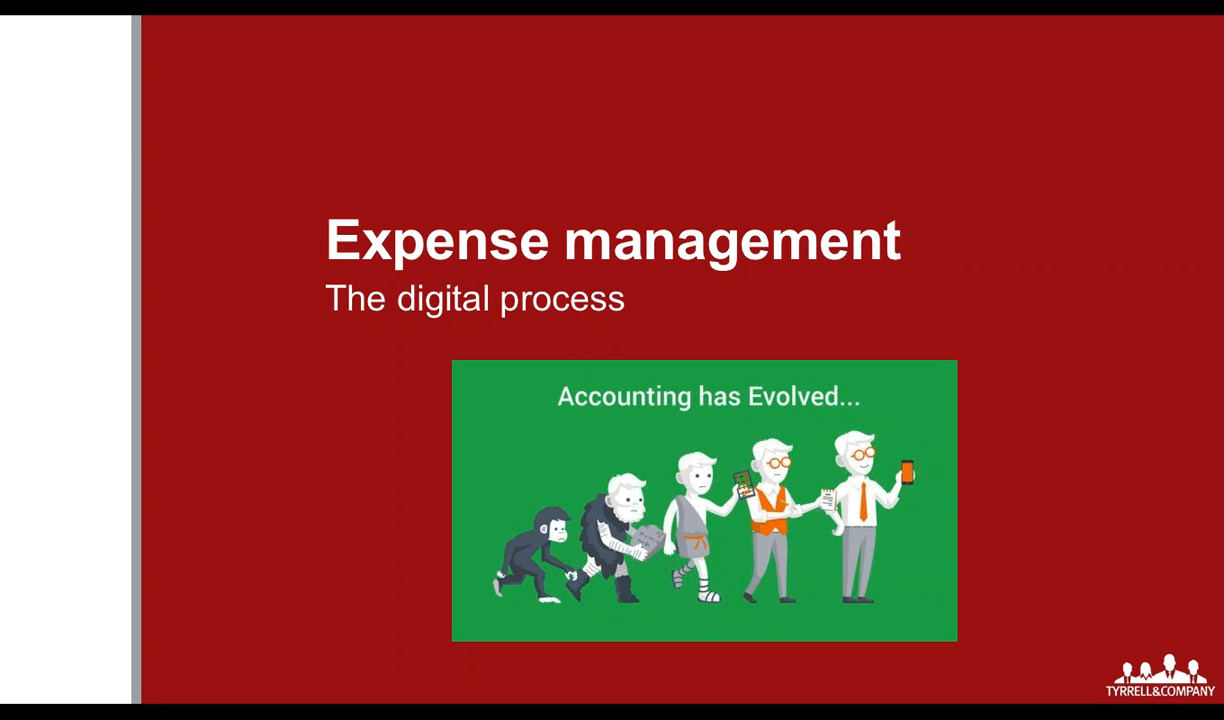 Expense management
The digital process
Accounting has Evolved...
TYRRELL&COMPANY